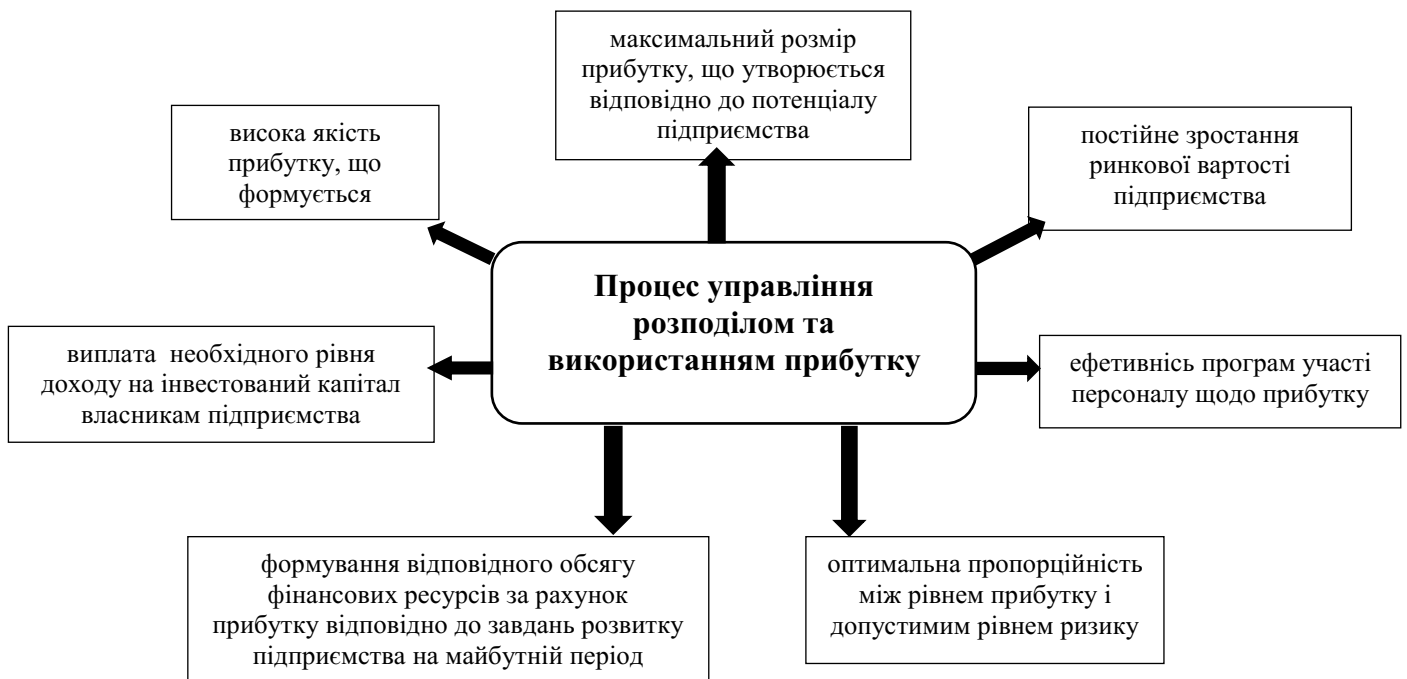 максимальний розмір
прибутку, що утворюється
відповідно до потенціалу
підприємства
висока якість
прибутку, що
формується
постійне зростання
ринкової вартості
підприємства
Процес управління
розподілом та
використанням прибутку
виплата необхідного рівня
доходу на інвестований капітал
власникам підприємства
ефетивнісь програм участі
персоналу щодо прибутку
формування відповідного обсягу
фінансових ресурсів за рахунок
прибутку відповідно до завдань розвитку
підприємства на майбутній період
оптимальна пропорційність
між рівнем прибутку і
допустимим рівнем ризику